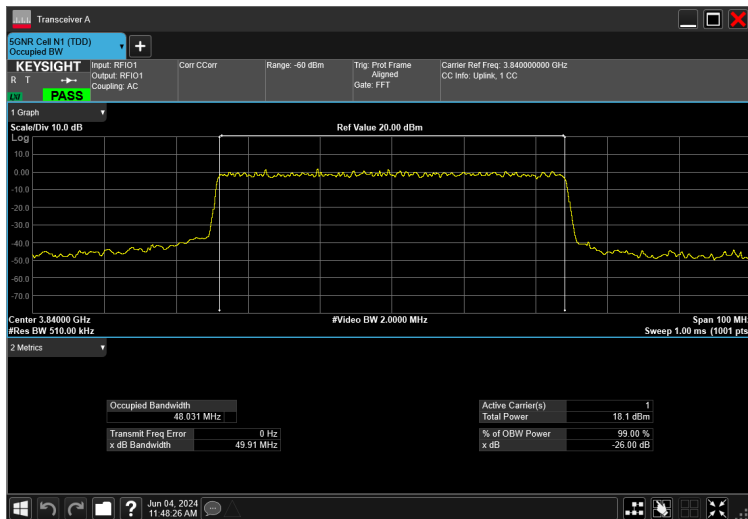 Transceiver A
5GNR Cell N1 (TDD)
Occupied BW
KEYSIGHT
R T
LXI
PASS
Input: RFIO1
Output: RFIO1
Coupling: AC
Corr CCorr
Range: -60 dBm
Trig: Prot Frame
Aligned
Gate: FFT
Carrier Ref Freq: 3.840000000 GHz
CC Info: Uplink, 1 CC
1 Graph
Scale/Div 10.0 dB
Ref Value 20.00 dBm
Log
10.0
0.00
-10.0
-20.0
-30.0
-40.0
-50.0
-60.0
-70.0
Center 3.84000 GHz
#Video BW 2.0000 MHz
Span 100 MH
#Res BW 510.00 kHz
Sweep 1.00 ms (1001 pts
2 Metrics
Occupied Bandwidth
48.031 MHz
Transmit Freq Error 0 Hz
x dB Bandwidth 49.91 MHz
Active Carrier(s) 1
Total Power 18.1 dBm
% of OBW Power 99.00 %
x dB -26.00 dB
?
Jun 04, 2024
11:48:26 AM